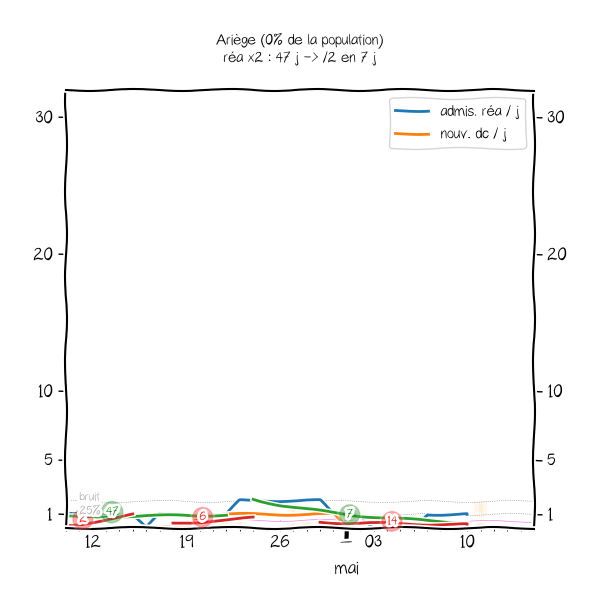 Ariège (0% de la population)
réa x2 : 47 j -> /2 en 7 j
admis. réa / j
nouv. dc / j
30 30
20 20
10 10
5 5
bruit
25% 47 6 7 14
1 1
12 19 26 1 03 10
mai